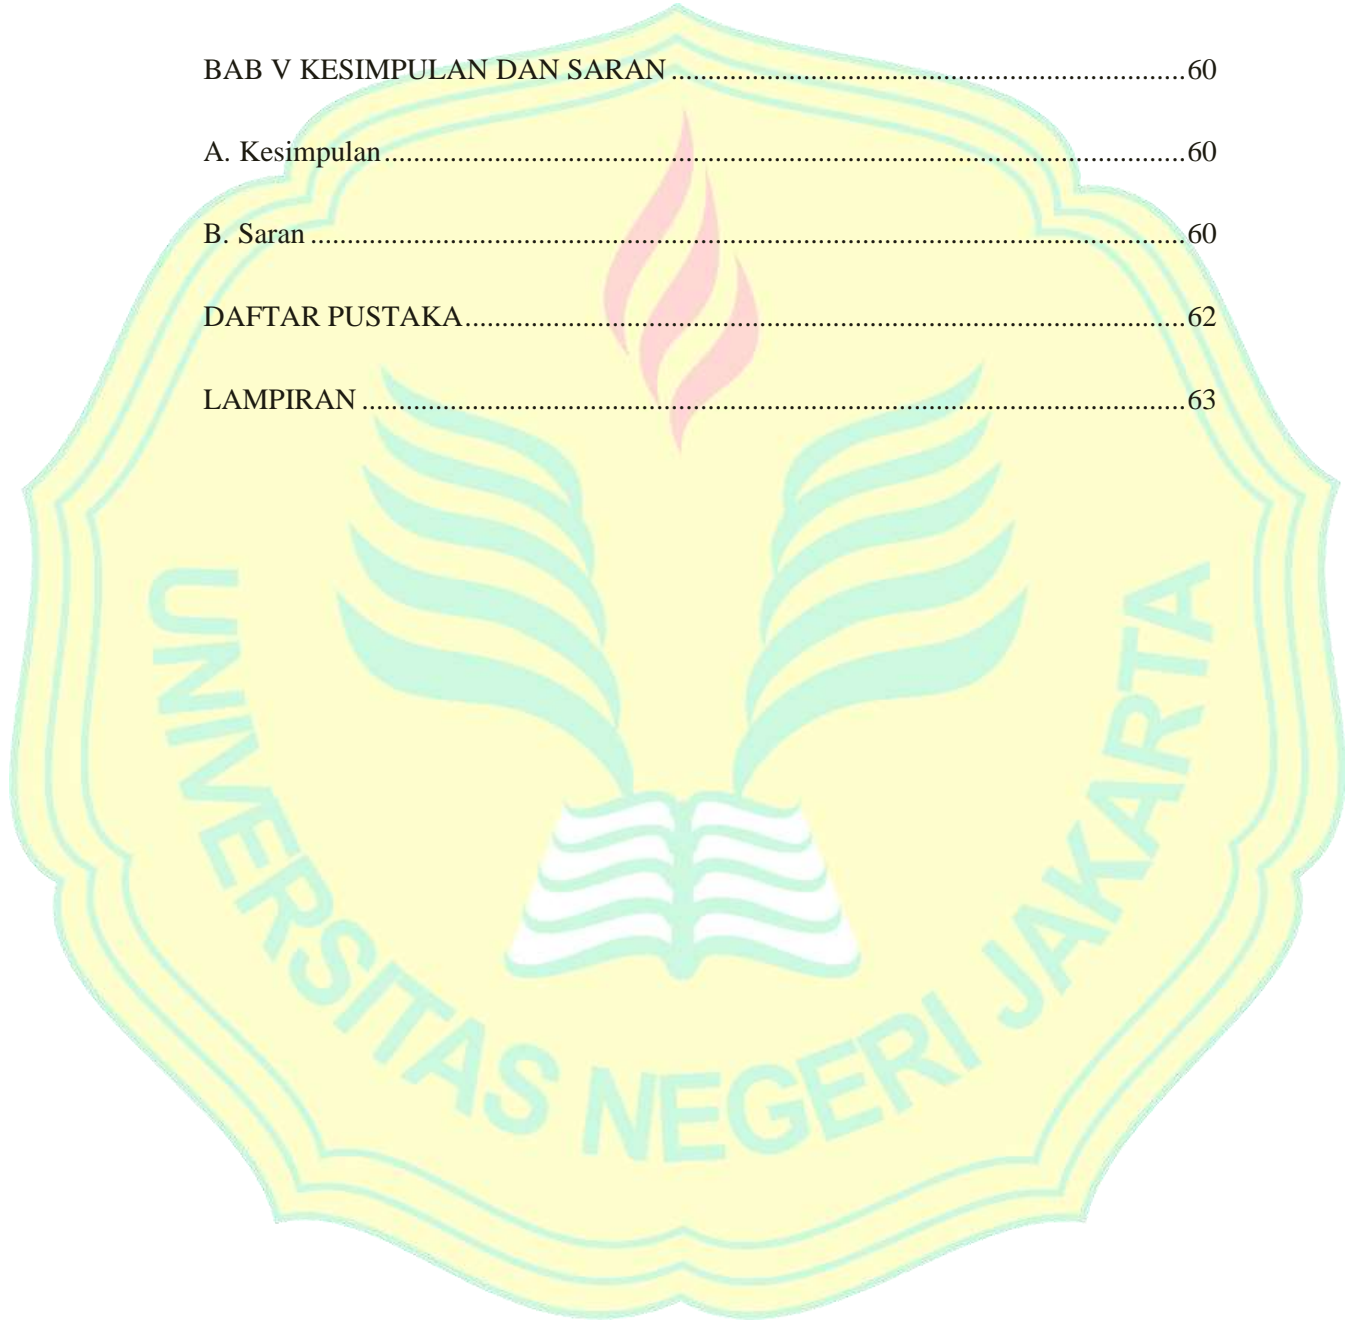 BAB V KESIMPULAN DAN SARAN ...................................................................... 60
A. Kesimpulan ............................................................................................................. 60
B. Saran ....................................................................................................................... 60
DAFTAR PUSTAKA .................................................................................................. 62
LAMPIRAN ................................................................................................................ 63
UNIVERSITAS NEGERI JAKARTA